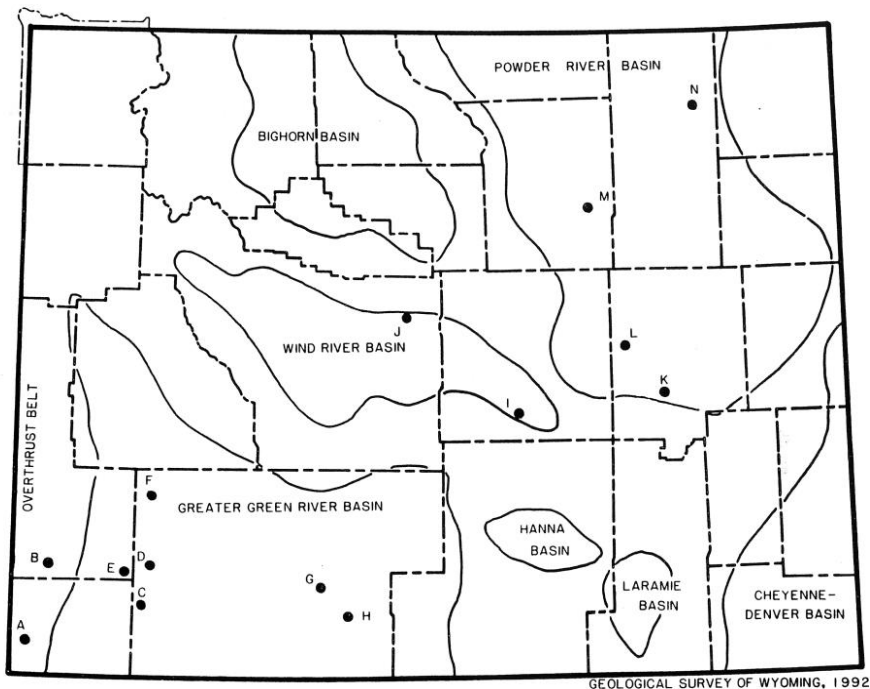 POWDER RIVER BASIN
N
BIGHORN BASIN
M
J
WIND RIVER BASIN
L
K
I
OVERTHRUST BELT
F
GREATER GREEN RIVER BASIN
HANNA
BASIN
B
E
D
G
C
H
LARAMIE
BASIN
CHEYENNE-
DENVER BASIN
A
GEOLOGICAL SURVEY OF WYOMING, 1992